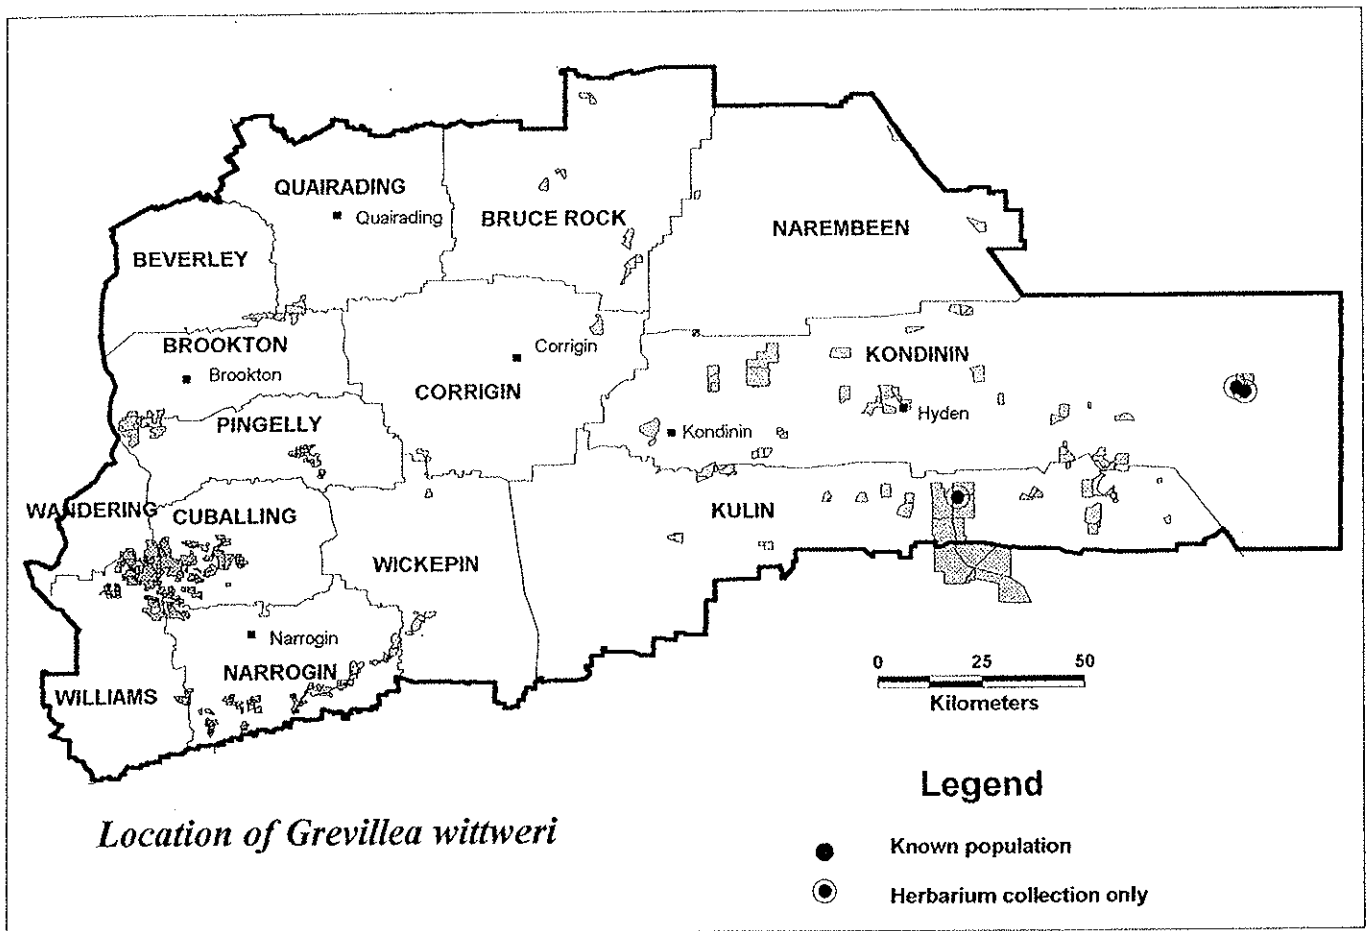 QUAIRADING
Quairading
BRUCE ROCK
NAREMBEEN
BEVERLEY
BROOKTON
Brookton
Corrigin
CORRIGIN
KONDININ
PINGELLY
Hyden
Kondinin
WANDERING
CUBALLING
KULIN
WICKEPIN
Narrogin
NARROGIN
WILLIAMS
0 25 50
Kilometers
Legend
Location of Grevillea wittweri
Known population
Herbarium collection only